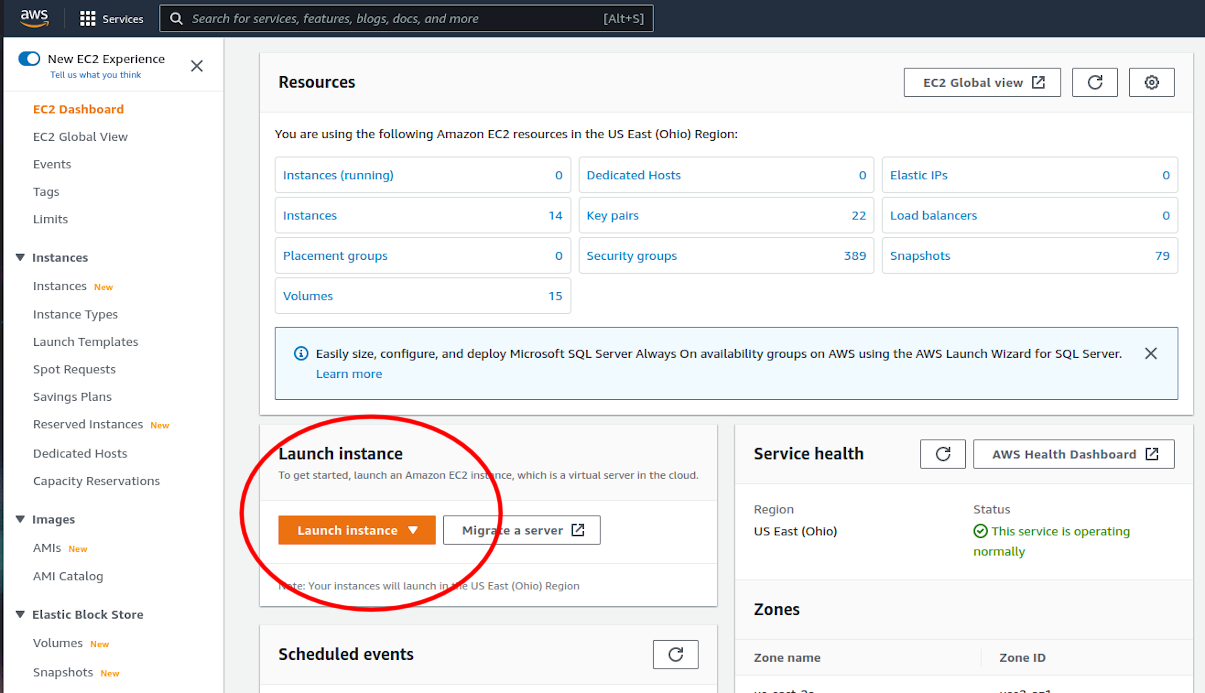 aws
Services
Search for services, features, blogs, docs, and more [Alt+S]
New EC2 Experience
Tell us what you think
EC2 Dashboard
EC2 Global View
Events
Tags
Limits
Instances
Instances New
Instance Types
Launch Templates
Spot Requests
Savings Plans
Reserved Instances New
Dedicated Hosts
Capacity Reservations
Images
AMIs New
AMI Catalog
Elastic Block Store
Volumes New
Snapshots New
Resources
EC2 Global view
You are using the following Amazon EC2 resources in the US East (Ohio) Region:
Instances (running) 0
Dedicated Hosts 0
Elastic IPs 0
Instances 14
Key pairs 22
Load balancers 0
Placement groups 0
Security groups 389
Snapshots 79
Volumes 15
Easily size, configure, and deploy Microsoft SQL Server Always On availability groups on AWS using the AWS Launch Wizard for SQL Server.
Learn more
Launch instance
To get started, launch an Amazon EC2 instance, which is a virtual server in the cloud.
Launch instance
Migrate a server
Note: Your instances will launch in the US East (Ohio) Region
Scheduled events
Service health
AWS Health Dashboard
Region
US East (Ohio)
Status
This service is operating
normally
Zones
Zone name
Zone ID